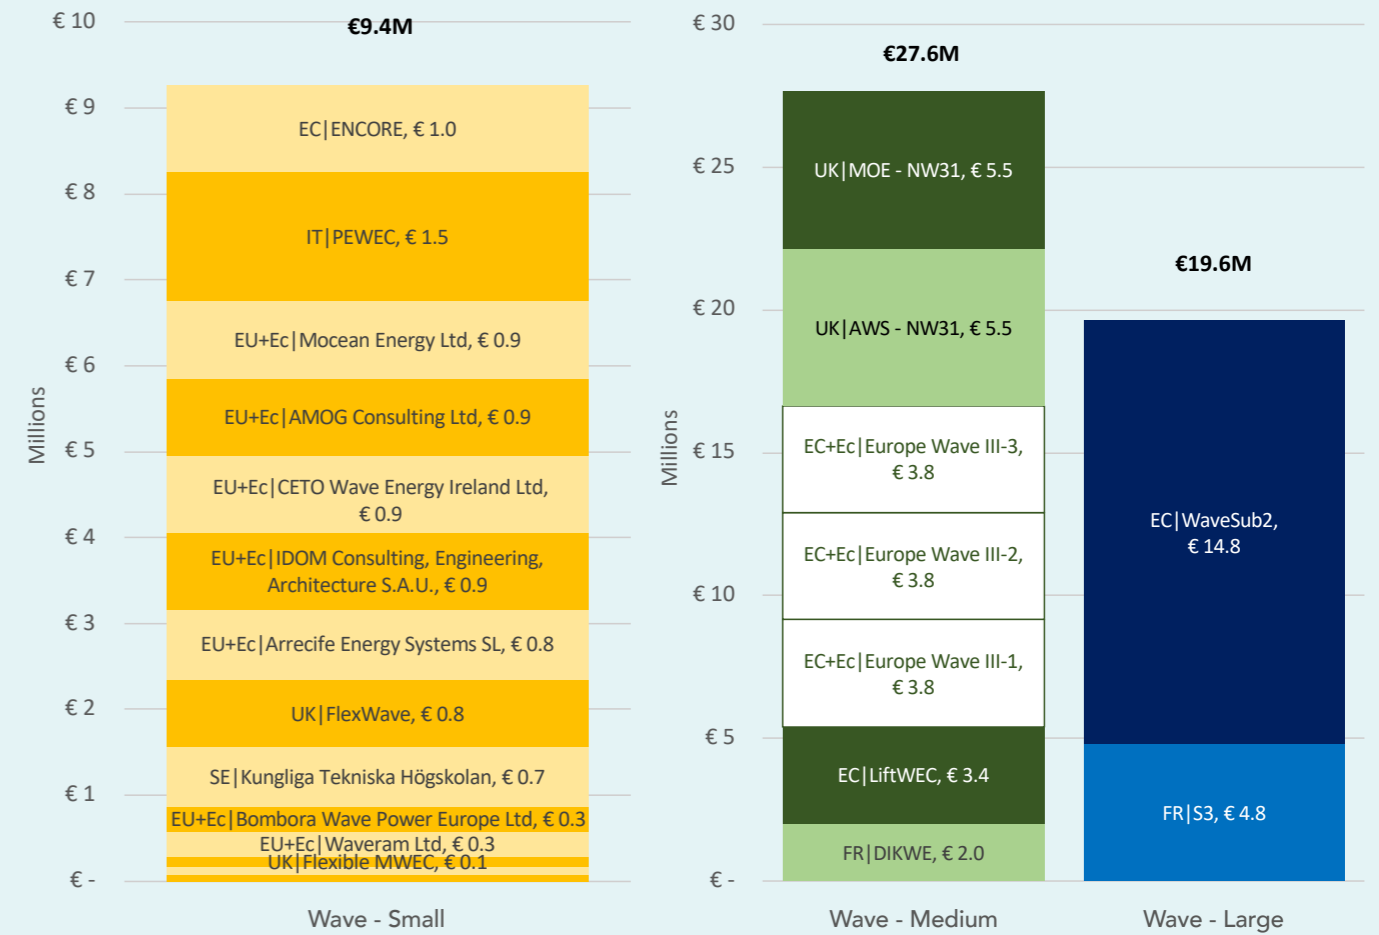 € 10
€9.4M
€ 9
EC|ENCORE, € 1.0
€ 8
IT|PEWEC, € 1.5
€ 7
EU+Ec|Mocean Energy Ltd, € 0.9
€ 6
EU+Ec|AMOG Consulting Ltd, € 0.9
Millions
€ 5
EU+Ec|CETO Wave Energy Ireland Ltd,
€ 0.9
€ 4
EU+Ec|IDOM Consulting, Engineering,
Architecture S.A.U., € 0.9
€ 3
EU+Ec|Arrecife Energy Systems SL, € 0.8
€ 2
UK|FlexWave, € 0.8
SE|Kungliga Tekniska Högskolan, € 0.7
€ 1
EU+Ec|Bombora Wave Power Europe Ltd, € 0.3
EU+Ec|Waveram Ltd, € 0.3
UK|Flexible MWEC, € 0.1
€ -
Wave - Small
€ 30
€27.6M
€ 25
UK|MOE - NW31, € 5.5
€19.6M
€ 20
UK|AWS - NW31, € 5.5
Millions
€ 15
EC+Ec|Europe Wave III-3,
€ 3.8
EC|WaveSub2,
€ 14.8
EC+Ec|Europe Wave III-2,
€ 3.8
€ 10
EC+Ec|Europe Wave III-1,
€ 3.8
€ 5
EC|LiftWEC, € 3.4
FR|S3, € 4.8
FR|DIKWE, € 2.0
€ -
Wave - Medium
Wave - Large